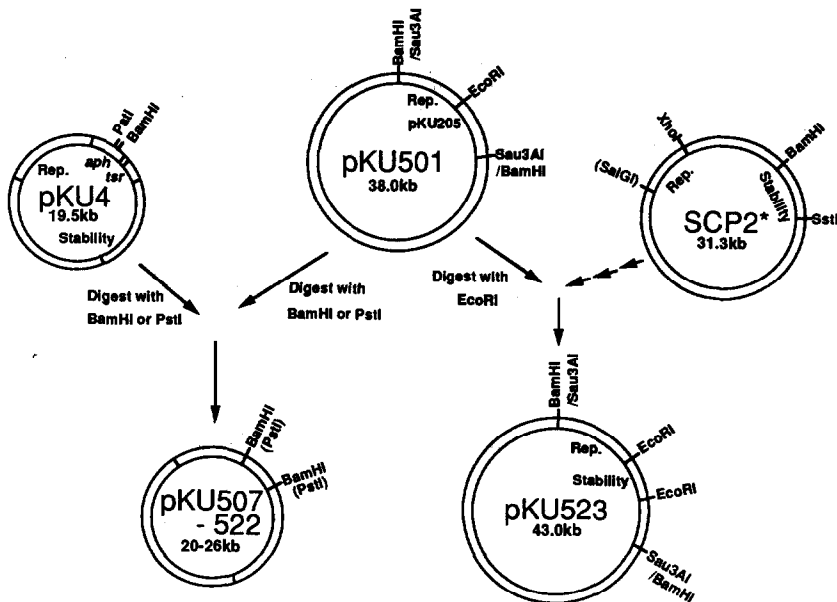 BamHI
/Sau3AI
EcoRI
Rep.
pKU205
Sau3AI
/BamHI
pKU501
38.0kb
PstI
BamHI
aph
tsr
Rep.
pKU4
19.5kb
Stability
XhoI
BamHI
(SalGI)
Rep.
Stability
SstI
SCP2*
31.3kb
Digest with
BamHI or PstI
Digest with
BamHI or PstI
Digest with
EcoRI
BamHI
(PstI)
BamHI
(PstI)
pKU507
- 522
20-26kb
BamHI
/Sau3AI
Rep.
EcoRI
Stability
EcoRI
pKU523
43.0kb
Sau3AI
/BamHI